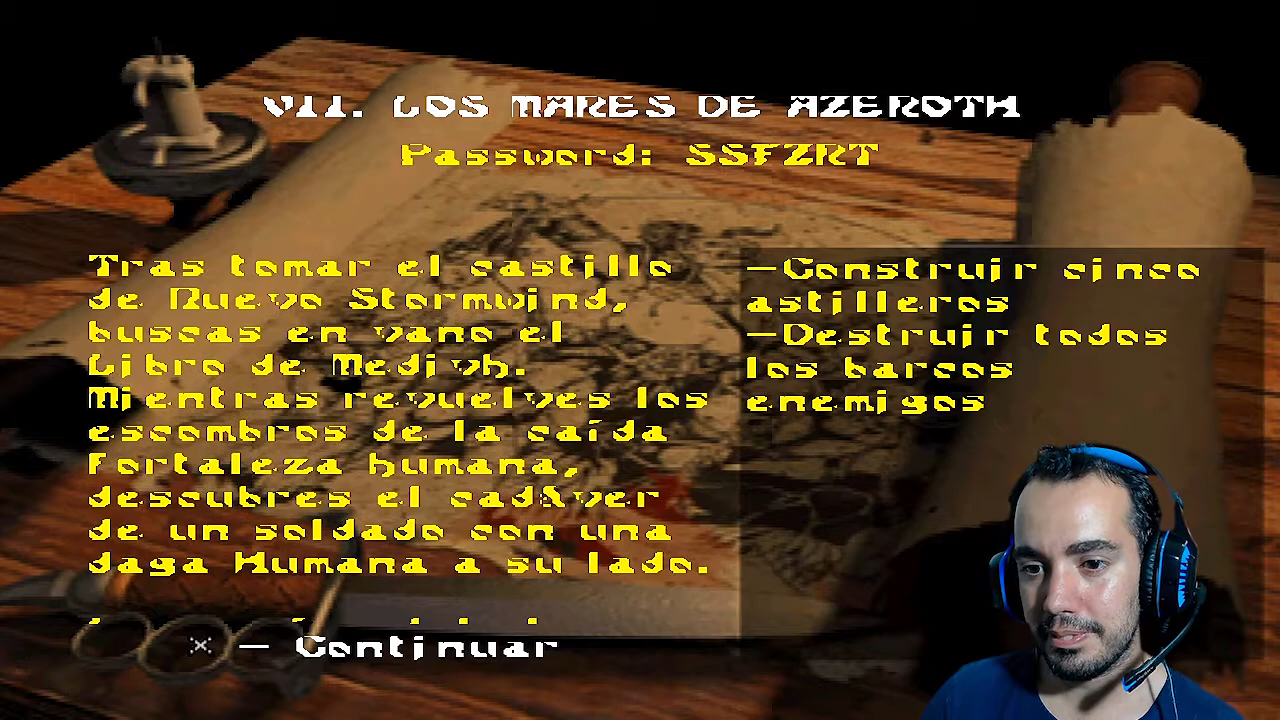 VII. LOS MARES DE AZEROTH
Password: SSFZRT
Tras tomar el castillo
de Nuevo Stormwind,
buscas en vano el
Libro de Medivh.
Mientras revuelves los
escombros de la caída
Fortaleza humana,
descubres el cadáver
de un soldado con una
daga Humana a su lado.
-Construir cinco
astilleros
-Destruir todos
los barcos
enemigos
× - Continuar